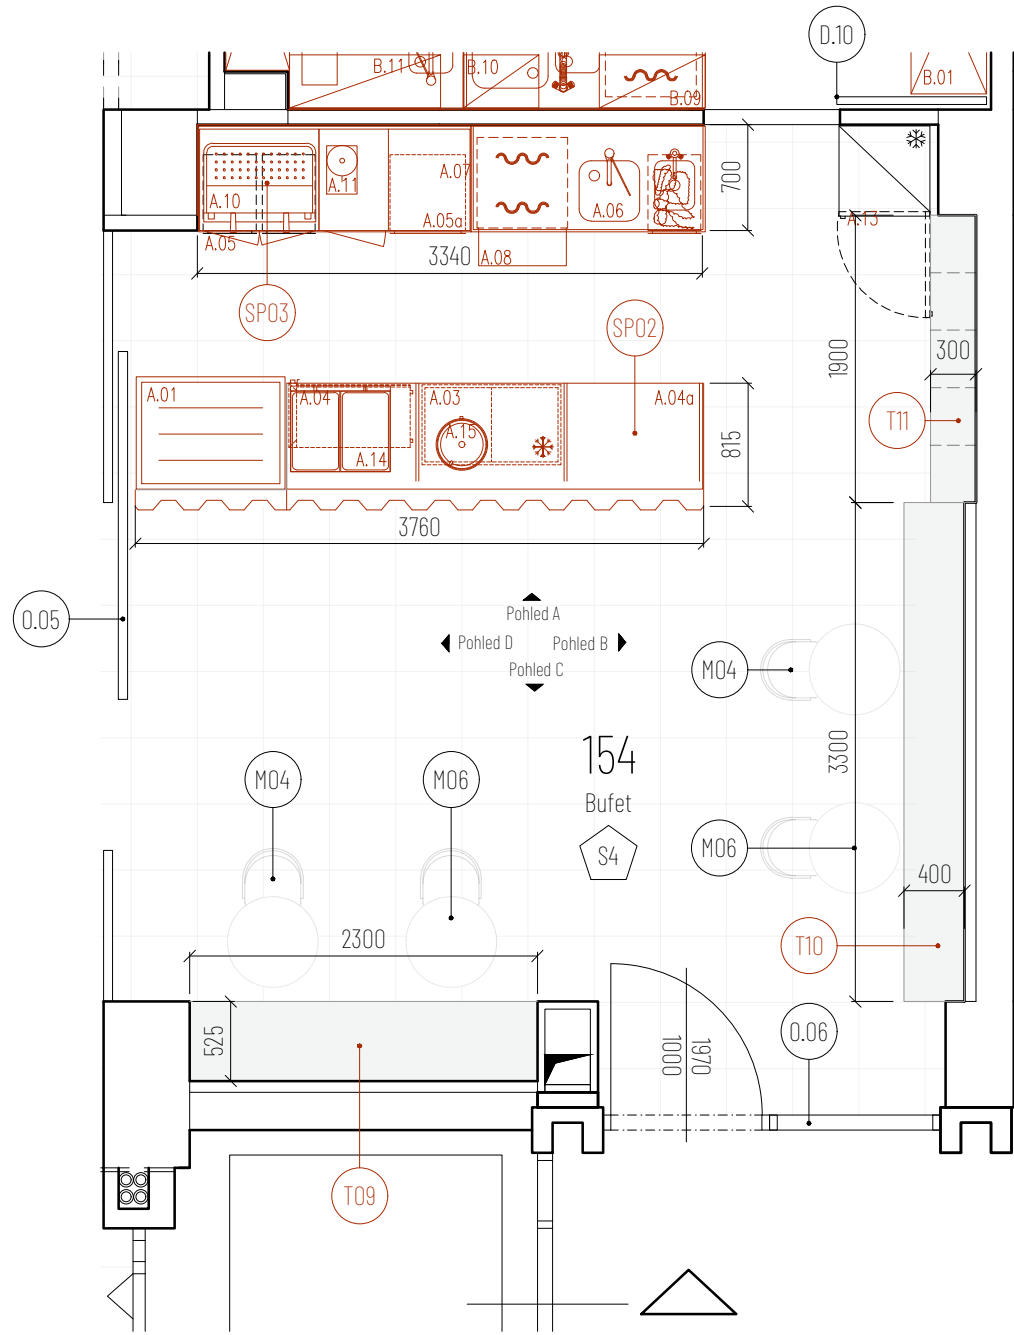 D.10
B.11
B.10
B.09
B.01
A.10
A.11
A.07
A.05a
A.06
A.05
A.08
A.13
700
3340
SP03
SP02
1900
300
A.01
A.04
A.03
A.04a
A.15
A.14
T11
815
3760
O.05
Pohled A
Pohled D
Pohled B
Pohled C
M04
154
3300
M04
M06
Bufet
S4
M06
400
2300
T10
525
1970
1000
O.06
T09